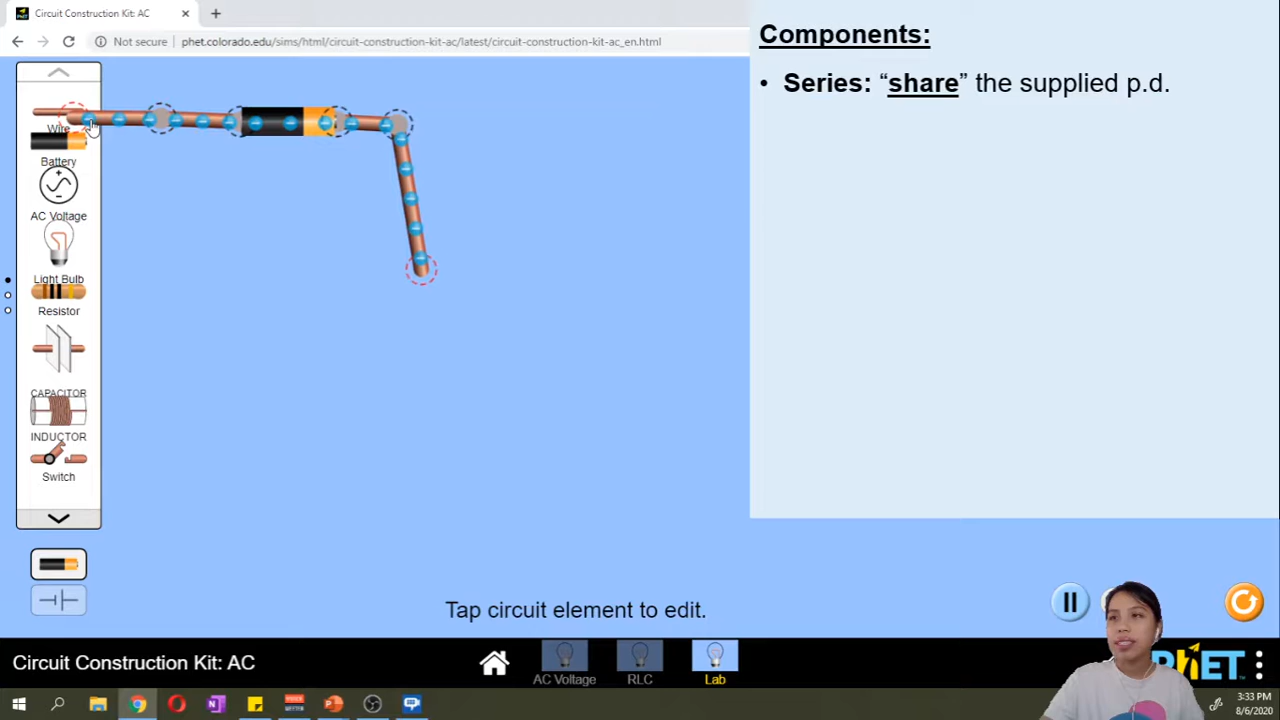 Circuit Construction Kit: AC
Not secure
phet.colorado.edu/sims/html/circuit-construction-kit-ac/latest/circuit-construction-kit-ac_en.html
Components:
• Series: “share” the supplied p.d.
Wire
Battery
AC Voltage
Light Bulb
Resistor
CAPACITOR
INDUCTOR
Switch
Tap circuit element to edit.
Circuit Construction Kit: AC
AC Voltage
RLC
Lab
PhET
3:33 PM
8/6/2020